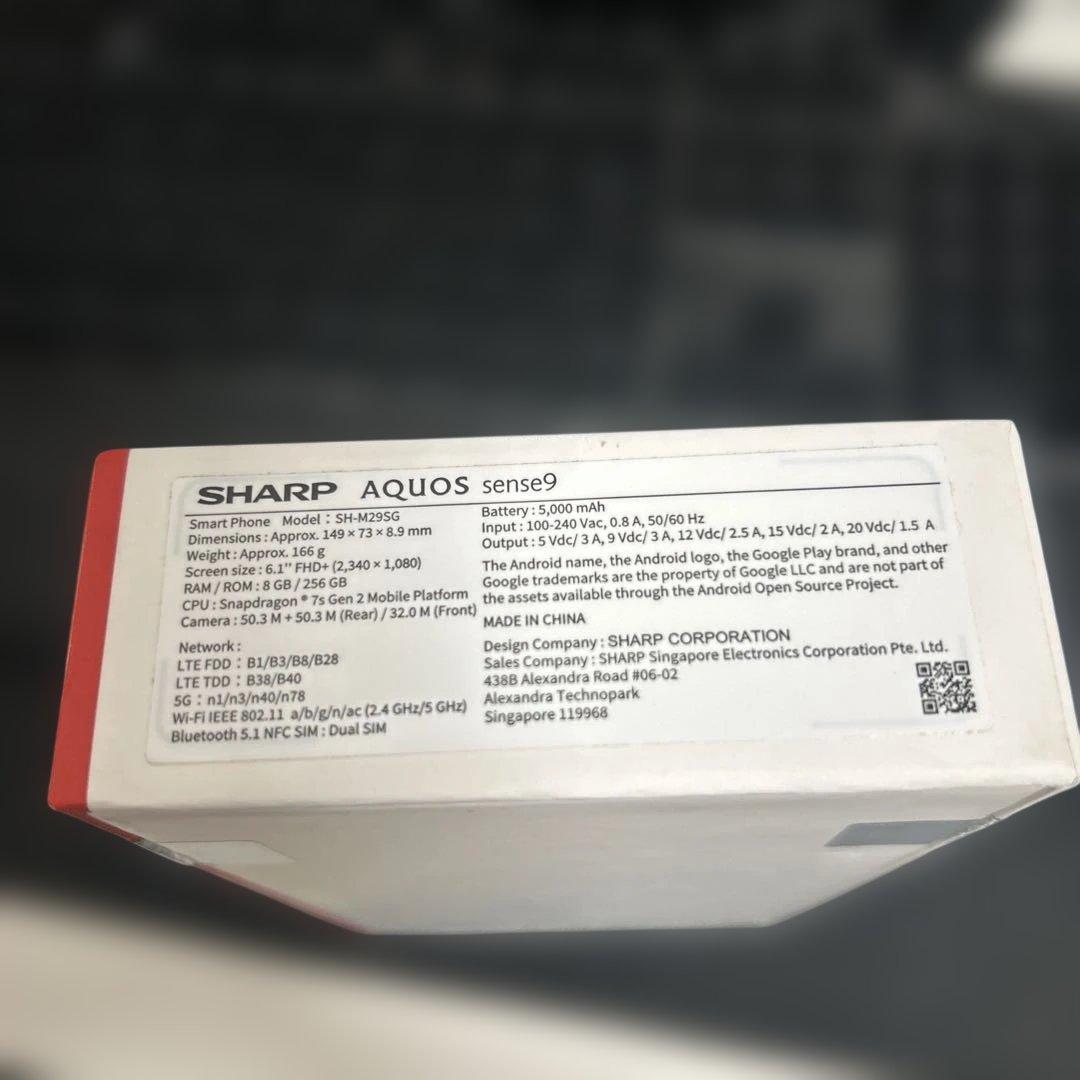 SHARP AQUOS sense9
Smart Phone Model : SH-M29SG
Dimensions : Approx. 149 × 73 × 8.9 mm
Weight : Approx. 166 g
Screen size : 6.1" FHD+ (2,340 × 1,080)
RAM / ROM : 8 GB / 256 GB
CPU : Snapdragon ® 7s Gen 2 Mobile Platform
Camera : 50.3 M + 50.3 M (Rear) / 32.0 M (Front)
Network :
LTE FDD : B1/B3/B8/B28
LTE TDD : B38/B40
5G : n1/n3/n40/n78
Wi-Fi IEEE 802.11 a/b/g/n/ac (2.4 GHz/5 GHz)
Bluetooth 5.1 NFC SIM : Dual SIM
Battery : 5,000 mAh
Input : 100-240 Vac, 0.8 A, 50/60 Hz
Output : 5 Vdc/ 3 A, 9 Vdc/ 3 A, 12 Vdc/ 2.5 A, 15 Vdc/ 2 A, 20 Vdc/ 1.5 A
The Android name, the Android logo, the Google Play brand, and other
Google trademarks are the property of Google LLC and are not part of
the assets available through the Android Open Source Project.
MADE IN CHINA
Design Company : SHARP CORPORATION
Sales Company : SHARP Singapore Electronics Corporation Pte. Ltd.
438B Alexandra Road #06-02
Alexandra Technopark
Singapore 119968